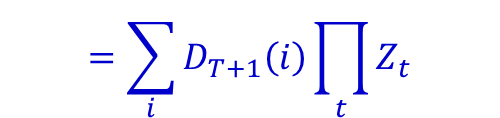 = ∑_i D_{T+1}(i) ∏_t Z_t